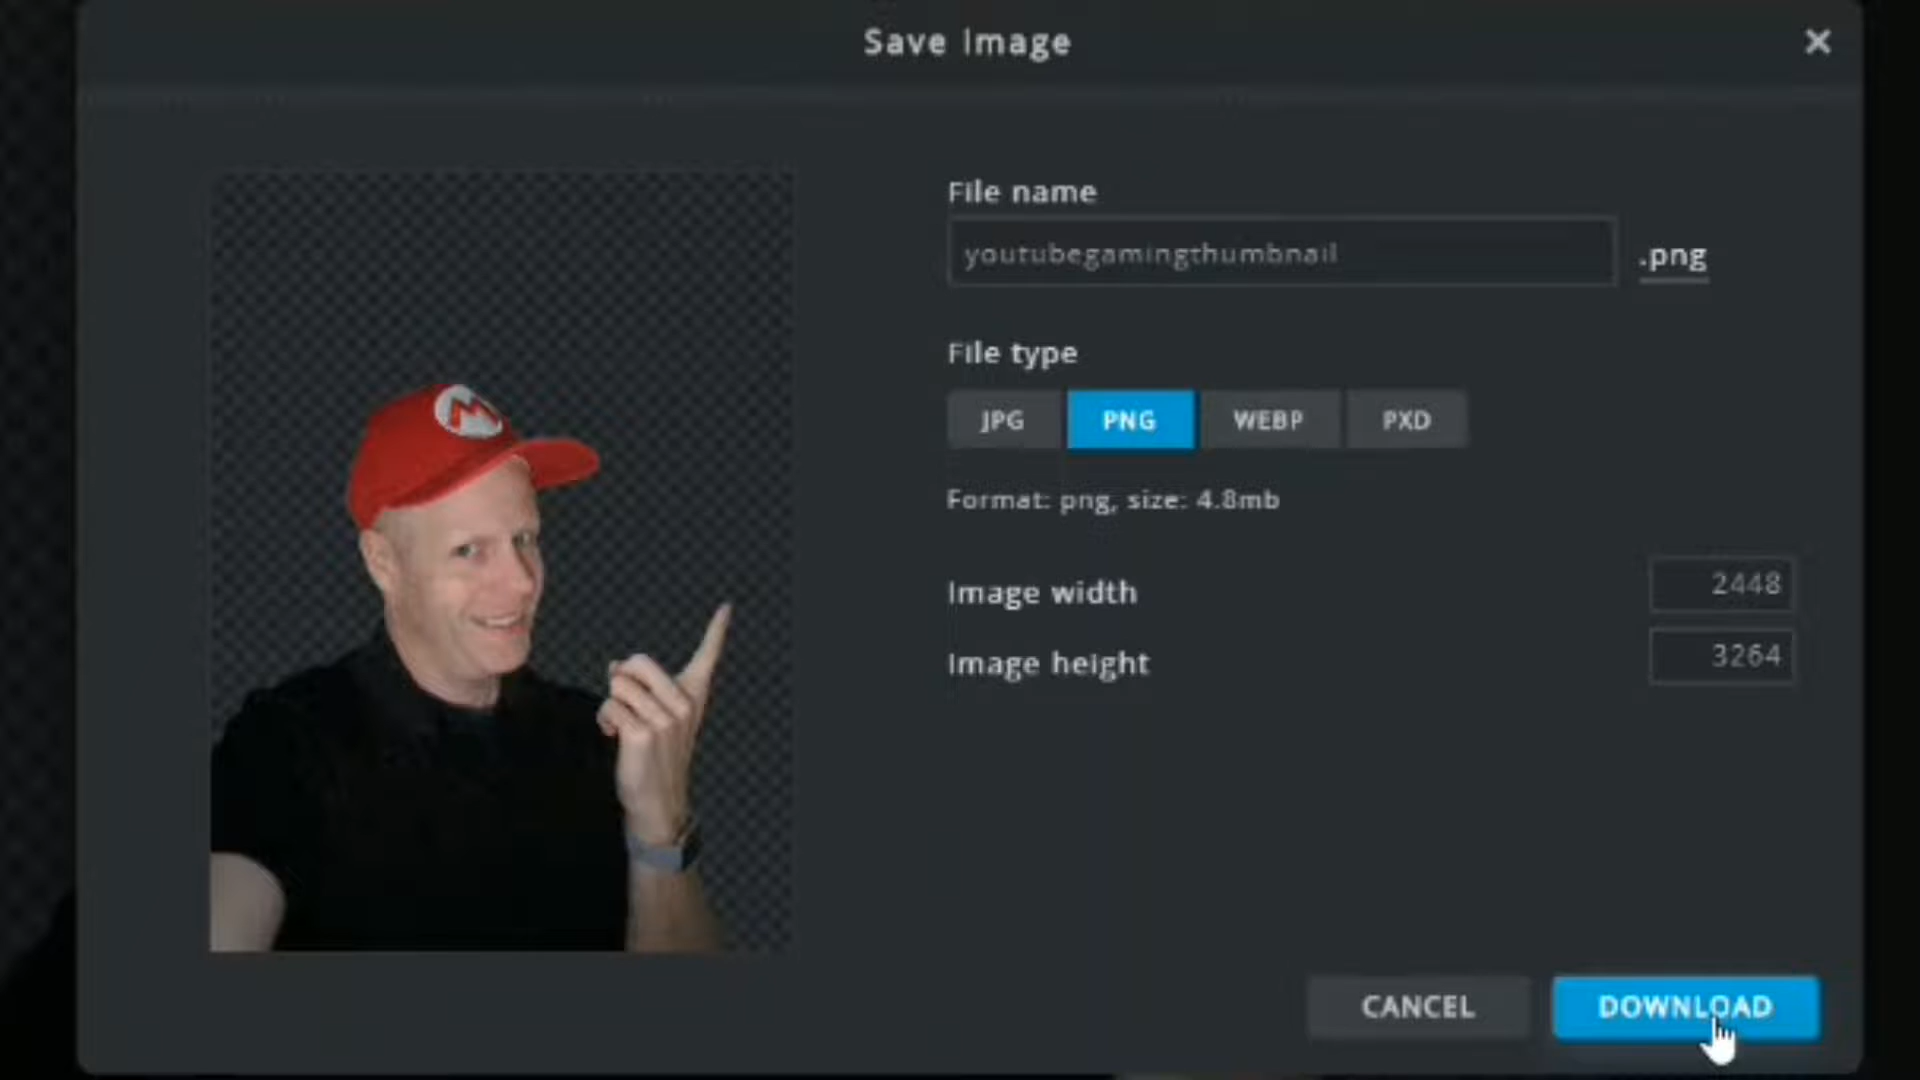 Save Image
File name
youtubegamingthumbnail .png
File type
JPG PNG WEBP PXD
Format: png, size: 4.8mb
Image width 2448
Image height 3264
M
CANCEL DOWNLOAD